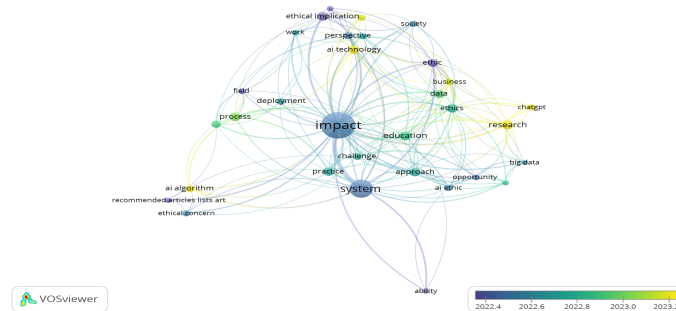 ethical implication
society
work
perspective
ai technology
ethic
business
field
data
deployment
chatgpt
ethics
process
impact
research
education
challenge
big data
practice
approach
opportunity
ai algorithm
system
ai ethic
recommended articles lists art
ethical concern
ability
VOSviewer
2022.4 2022.6 2022.8 2023.0